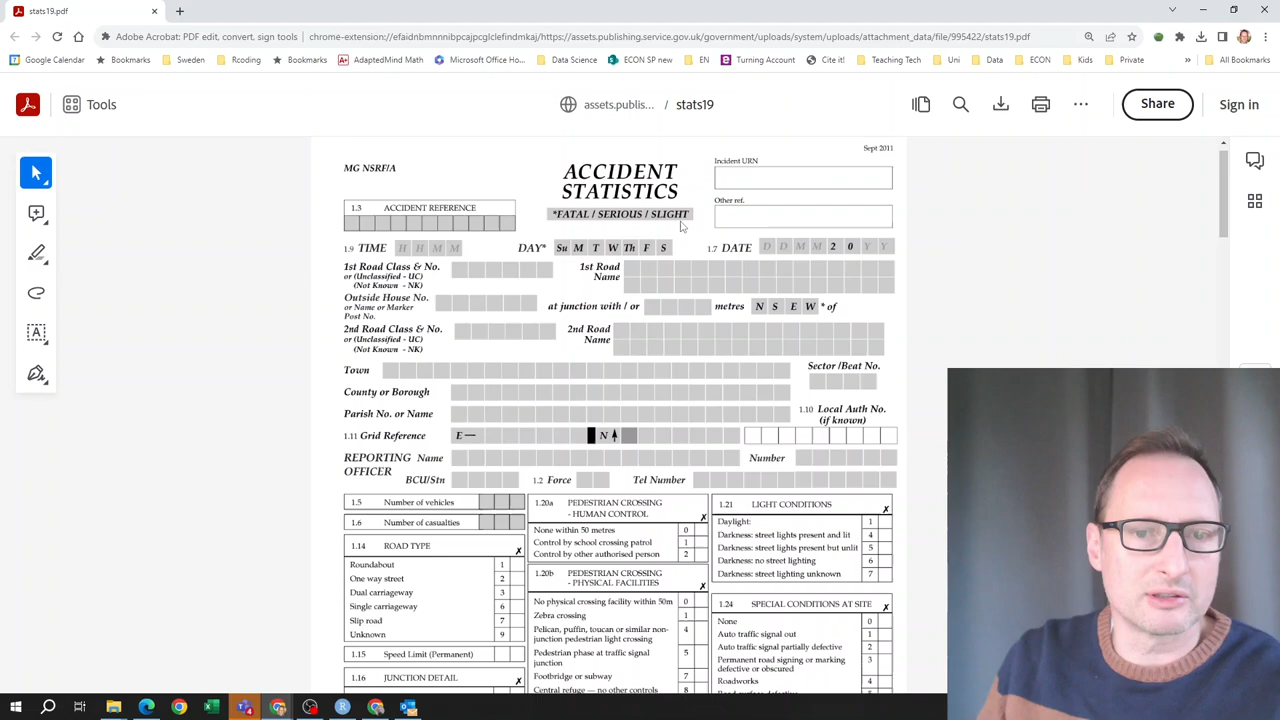 stats19.pdf
Adobe Acrobat: PDF edit, convert, sign tools | chrome-extension://efaidnbmnnnibpcajpcglclefindmkaj/https://assets.publishing.service.gov.uk/government/uploads/system/uploads/attachment_data/file/995422/stats19.pdf
Google Calendar Bookmarks Sweden Rcoding Bookmarks AdaptedMind Math Microsoft Office Ho... Data Science ECON SP new EN Turning Account Cite it! Teaching Tech Uni Data ECON Kids Private » All Bookmarks
Tools assets.publis... / stats19 Share Sign in
Sept 2011
MG NSRF/A
ACCIDENT
STATISTICS
*FATAL / SERIOUS / SLIGHT
Incident URN
Other ref.
1.3 ACCIDENT REFERENCE
1.9 TIME H H M M DAY* Su M T W Th F S 1.7 DATE D D M M 2 0 Y Y
1st Road Class & No.
or (Unclassified - UC)
(Not Known - NK)
1st Road
Name
Outside House No.
or Name or Marker
Post No.
at junction with / or metres N S E W * of
2nd Road Class & No.
or (Unclassified - UC)
(Not Known - NK)
2nd Road
Name
Town
Sector /Beat No.
County or Borough
Parish No. or Name
1.10 Local Auth No.
(if known)
1.11 Grid Reference E — N
REPORTING Name Number
OFFICER
BCU/Stn 1.2 Force Tel Number
1.5 Number of vehicles
1.6 Number of casualties
1.14 ROAD TYPE ✗
Roundabout 1
One way street 2
Dual carriageway 3
Single carriageway 6
Slip road 7
Unknown 9
1.15 Speed Limit (Permanent)
1.16 JUNCTION DETAIL ✗
1.20a PEDESTRIAN CROSSING
- HUMAN CONTROL ✗
None within 50 metres 0
Control by school crossing patrol 1
Control by other authorised person 2
1.20b PEDESTRIAN CROSSING
- PHYSICAL FACILITIES ✗
No physical crossing facility within 50m 0
Zebra crossing 1
Pelican, puffin, toucan or similar non- 4
junction pedestrian light crossing
Pedestrian phase at traffic signal 5
junction
Footbridge or subway 7
Central refuge — no other controls 8
1.21 LIGHT CONDITIONS ✗
Daylight: 1
Darkness: street lights present and lit 4
Darkness: street lights present but unlit 5
Darkness: no street lighting 6
Darkness: street lighting unknown 7
1.24 SPECIAL CONDITIONS AT SITE ✗
None 0
Auto traffic signal out 1
Auto traffic signal partially defective 2
Permanent road signing or marking 3
defective or obscured
Roadworks 4
Road surface defective